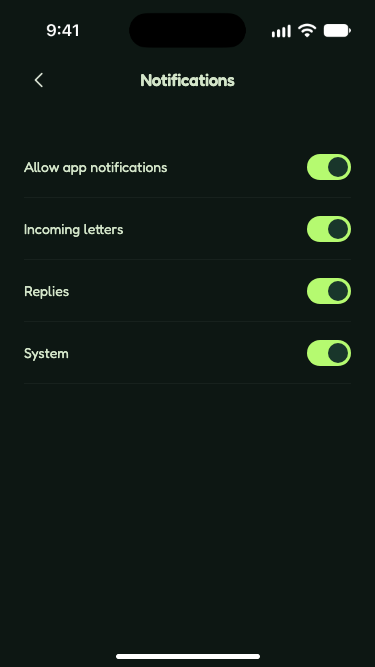 9:41
Notifications
Allow app notifications
Incoming letters
Replies
System